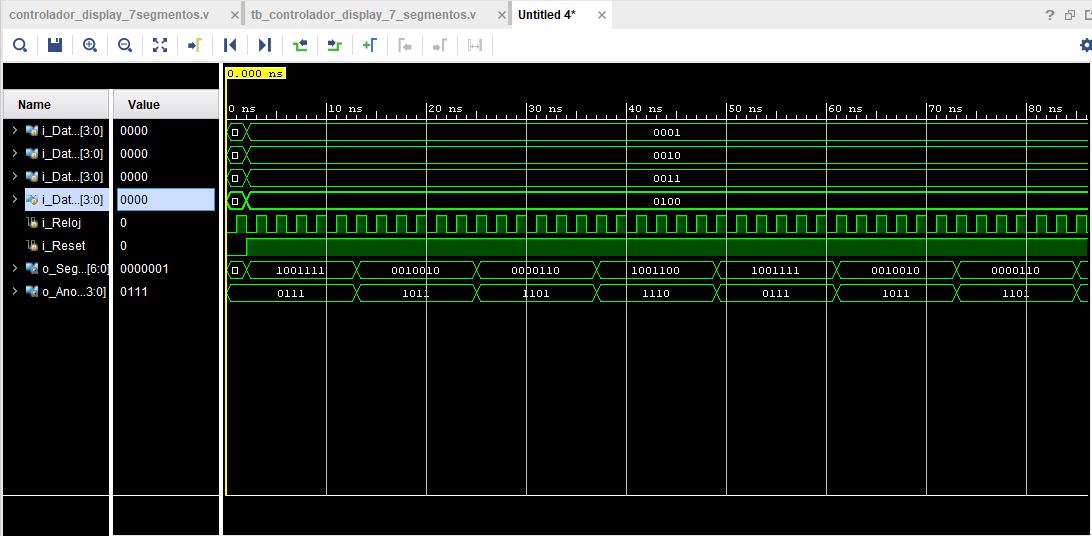 controlador_display_7segmentos.v × tb_controlador_display_7_segmentos.v × Untitled 4* × ?
0.000 ns
Name Value 0 ns 10 ns 20 ns 30 ns 40 ns 50 ns 60 ns 70 ns 80 ns
i_Dat...[3:0] 0000 0001
i_Dat...[3:0] 0000 0010
i_Dat...[3:0] 0000 0011
i_Dat...[3:0] 0000 0100
i_Reloj 0
i_Reset 0
o_Seg...[6:0] 0000001 1001111 0010010 0000110 1001100 1001111 0010010 0000110
o_Ano...3:0] 0111 0111 1011 1101 1110 0111 1011 1101